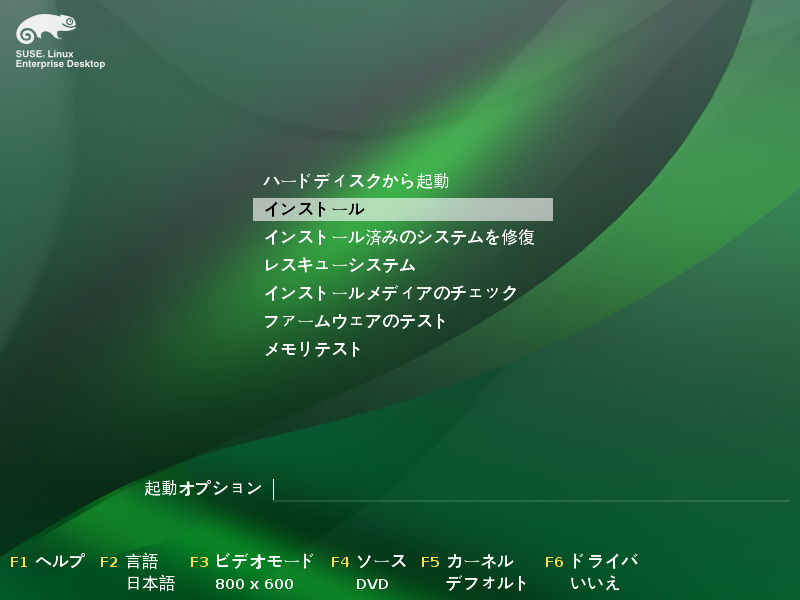 SUSE® Linux
Enterprise Desktop
ハードディスクから起動
インストール
インストール済みのシステムを修復
レスキューシステム
インストールメディアのチェック
ファームウェアのテスト
メモリテスト
起動オプション
F1 ヘルプ F2 言語 F3 ビデオモード F4 ソース F5 カーネル F6 ドライバ
日本語 800 x 600 DVD デフォルト いいえ